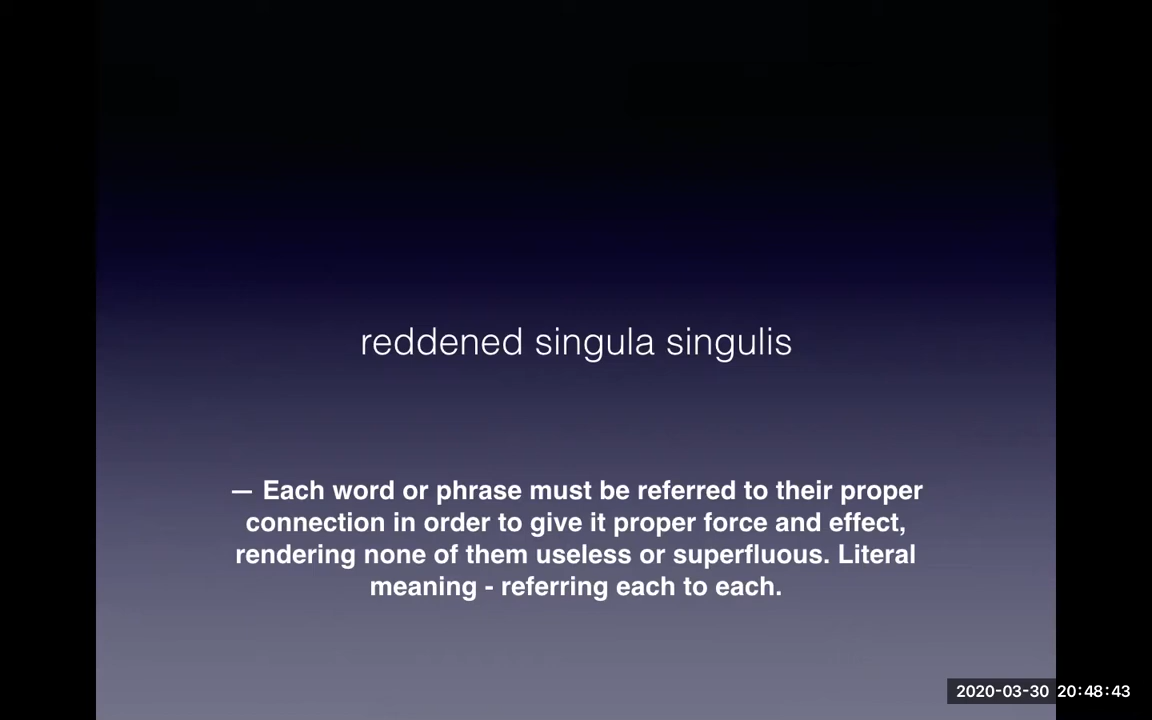 reddened singula singulis
— Each word or phrase must be referred to their proper
connection in order to give it proper force and effect,
rendering none of them useless or superfluous. Literal
meaning - referring each to each.
2020-03-30 20:48:43